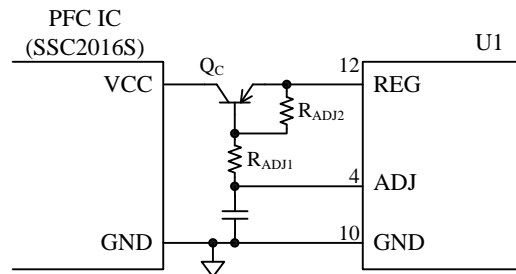 PFC IC
(SSC2016S)
U1
VCC
QC
12
REG
RADJ2
RADJ1
4
ADJ
GND
10
GND